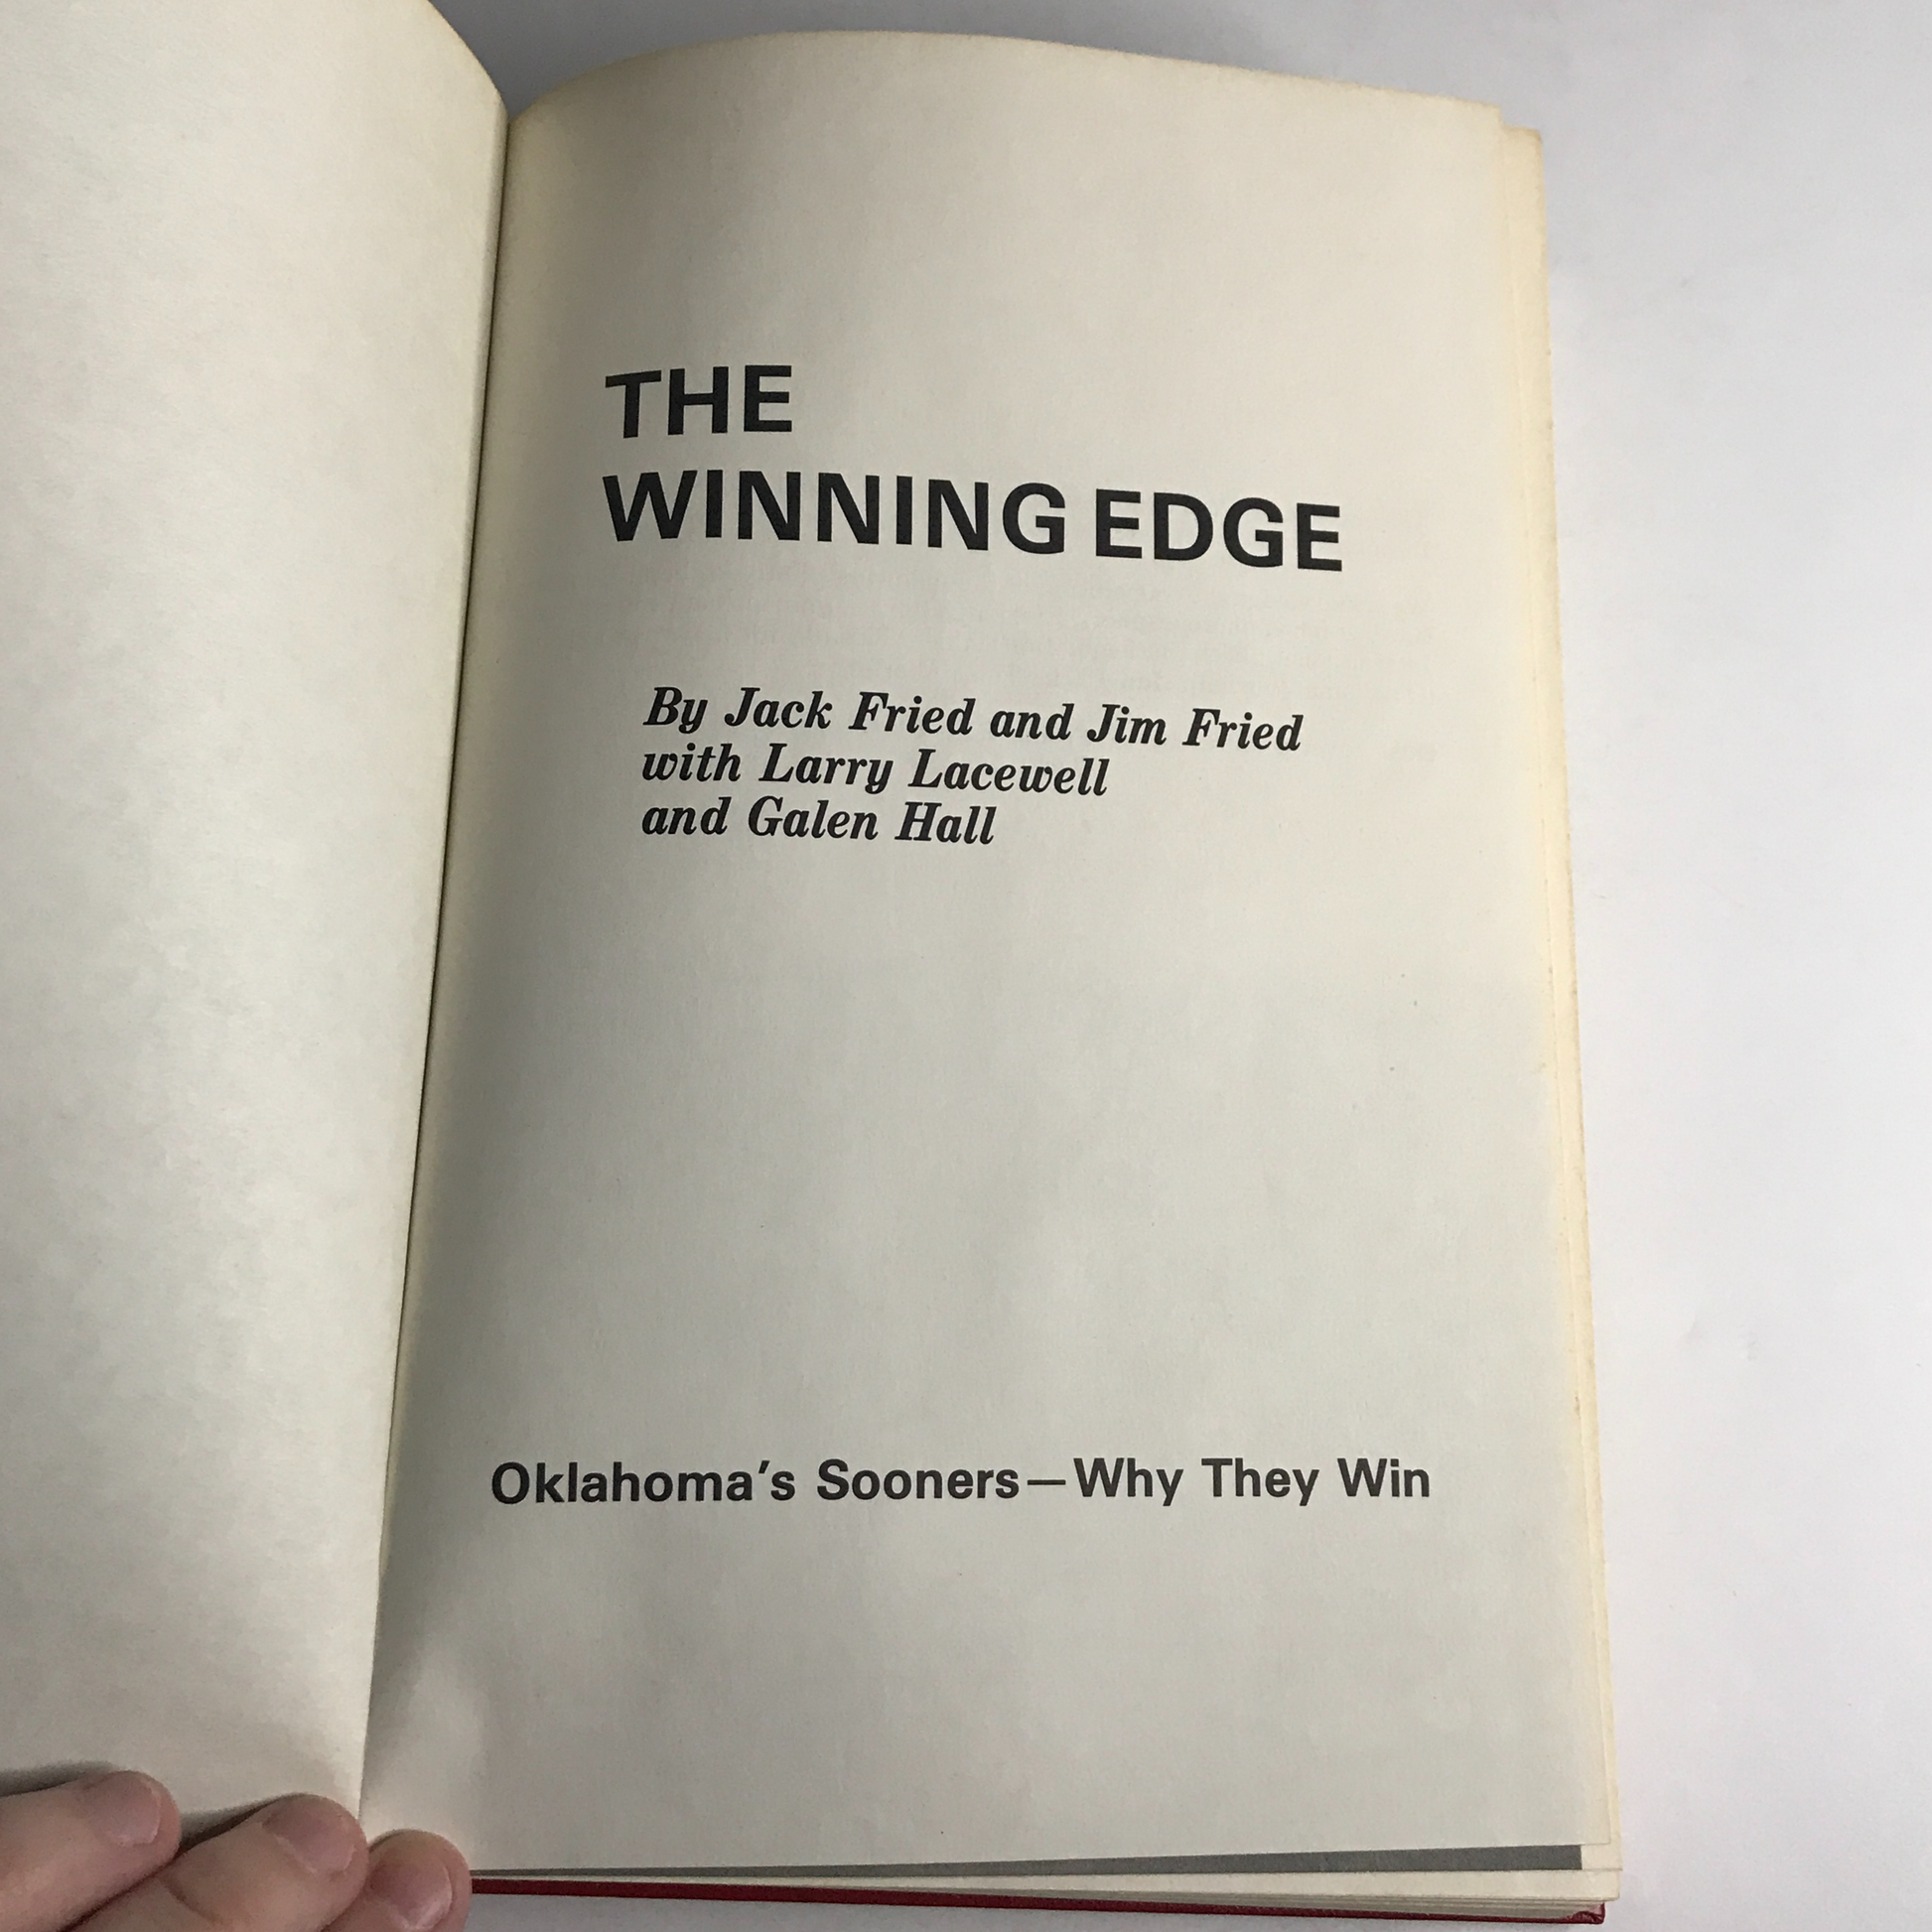 THE
WINNING EDGE
By Jack Fried and Jim Fried
with Larry Lacewell
and Galen Hall
Oklahoma's Sooners—Why They Win